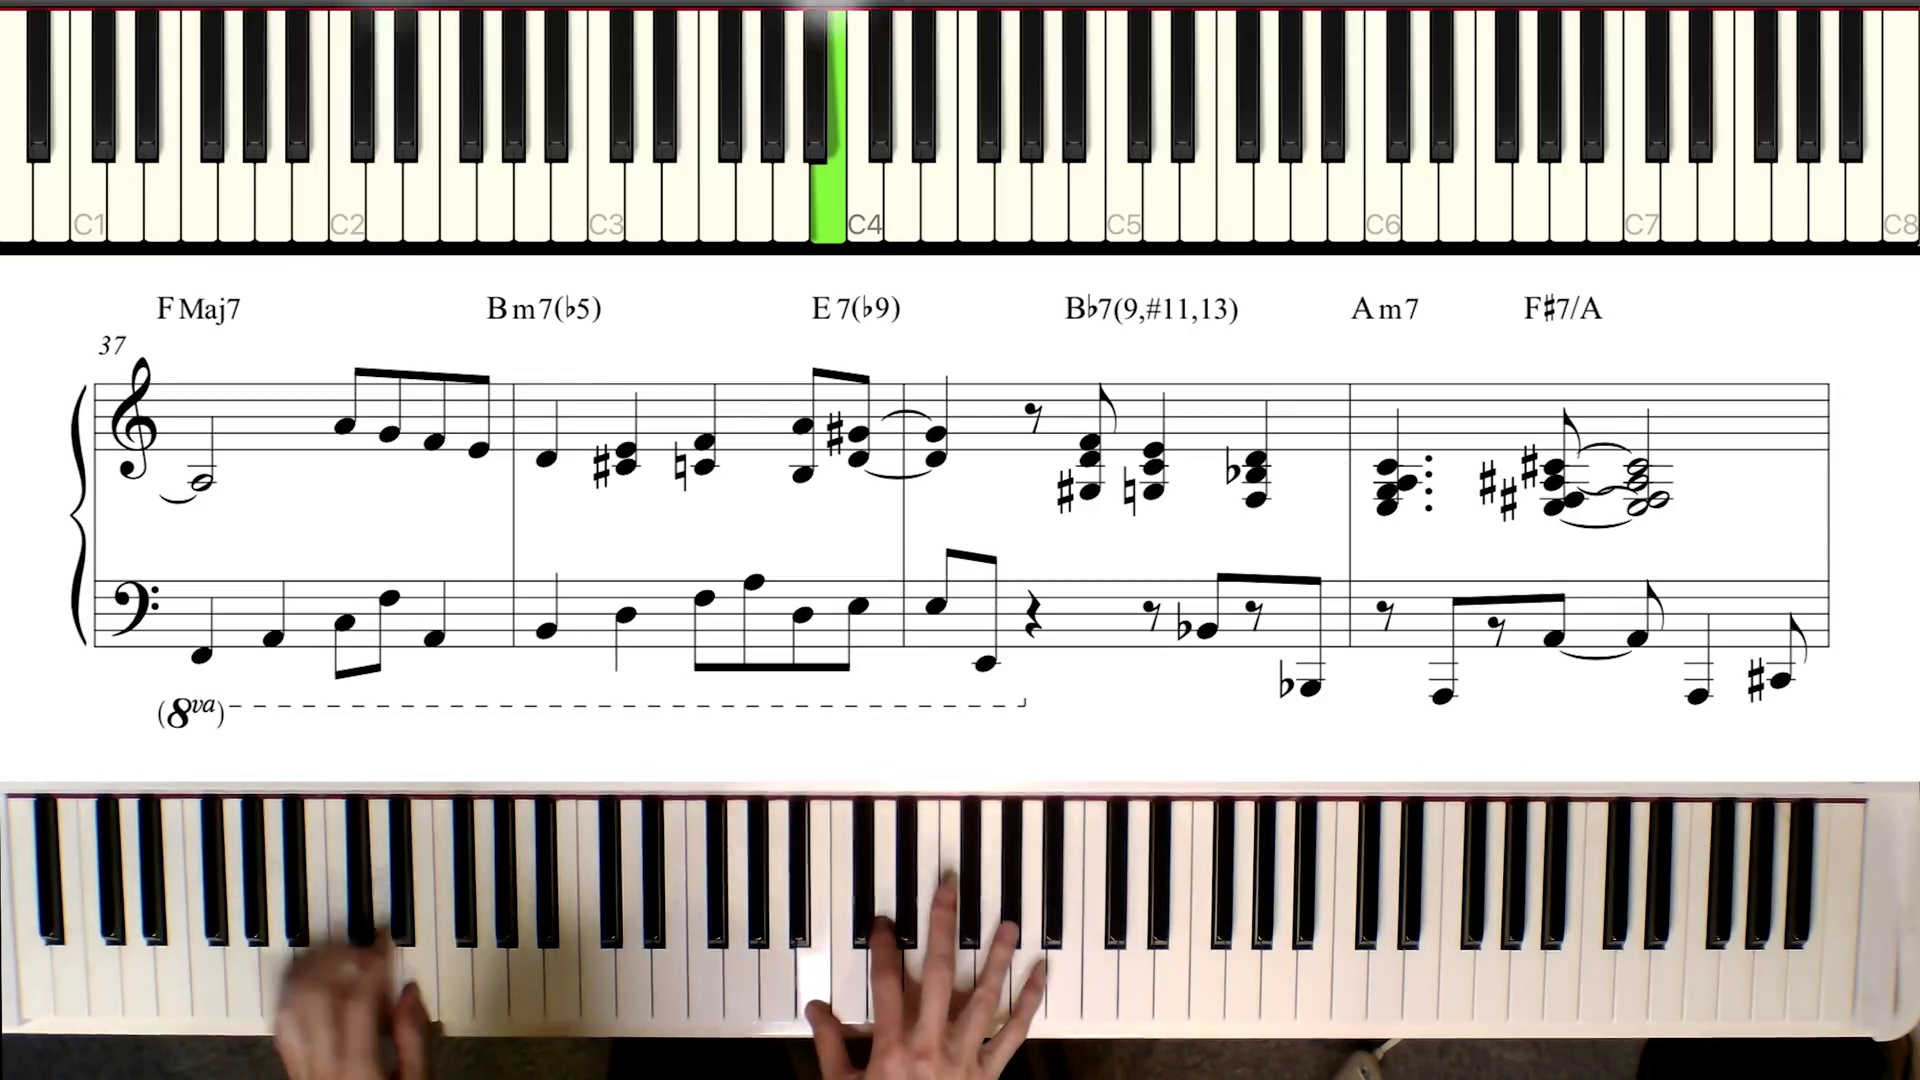 C1 C2 C3 C4 C5 C6 C7 C8
F Maj7 B m7(♭5) E 7(♭9) B♭7(9,#11,13) A m7 F♯7/A
37
(8va)